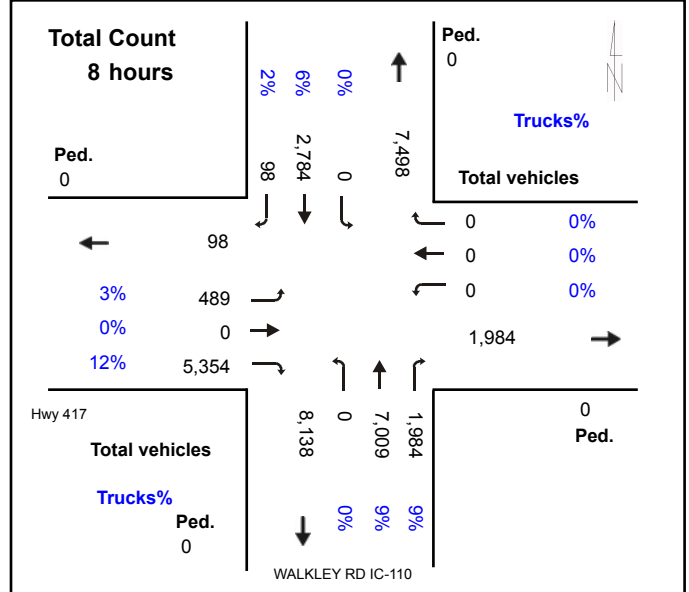 Total Count
8 hours
2% 6% 0%
98 2,784 0 7,498
Ped.
0
N
Trucks%
Ped.
0
Total vehicles
0 0%
0 0%
0 0%
98
3% 489
0% 0
12% 5,354
1,984
Hwy 417
Total vehicles
Trucks%
Ped.
0
8,138 0 7,009 1,984
0% 9% 9%
0
Ped.
WALKLEY RD IC-110